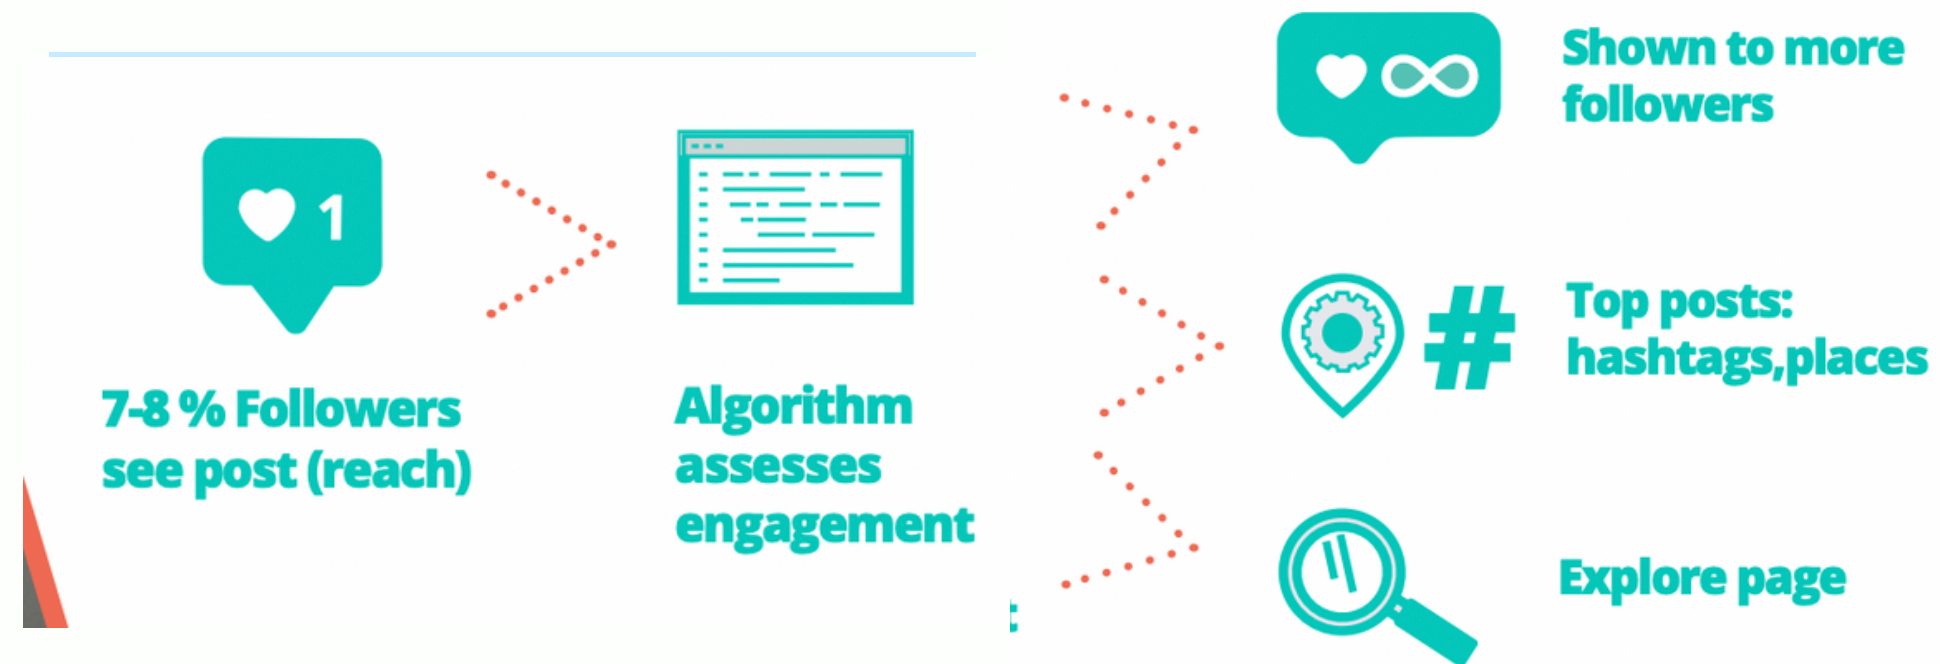 1
7-8 % Followers
see post (reach)
Algorithm
assesses
engagement
Shown to more
followers
#
Top posts:
hashtags,places
Explore page